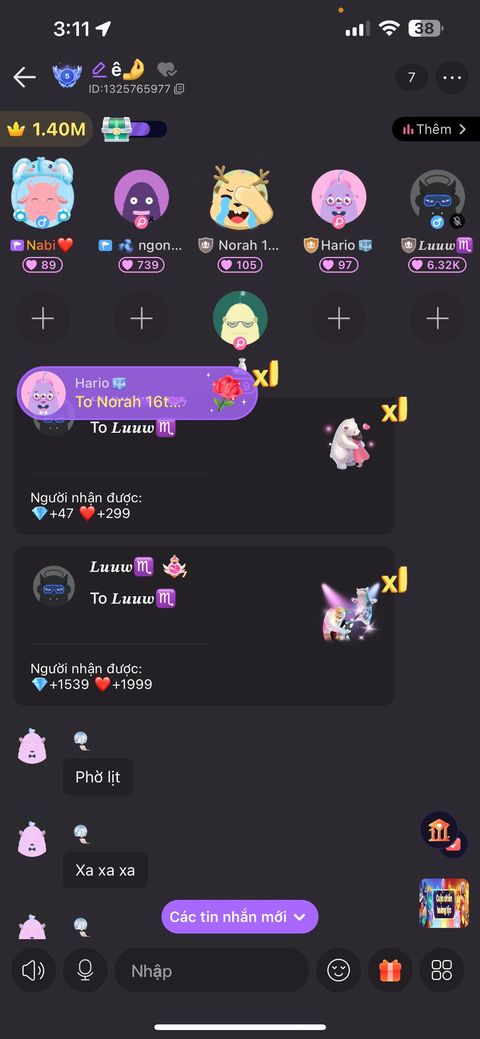 3:11
38
5
ê🤌
ID:1325765977
7
1.40M
Thêm
Nabi❤️
ngon...
Norah 1...
Hario
Luuw♏
89
739
105
97
6.32K
Hario
To Norah 16t...
x1
x1
To Luuw♏
Người nhận được:
💎+47 ❤️+299
Luuw♏
x1
To Luuw♏
Người nhận được:
💎+1539 ❤️+1999
Phờ lịt
Xa xa xa
Các tin nhắn mới
Nhập